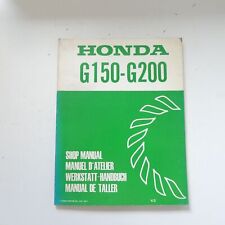 HONDA
G150-G200
SHOP MANUAL
MANUEL D'ATELIER
WERKSTATT-HANDBUCH
MANUAL DE TALLER